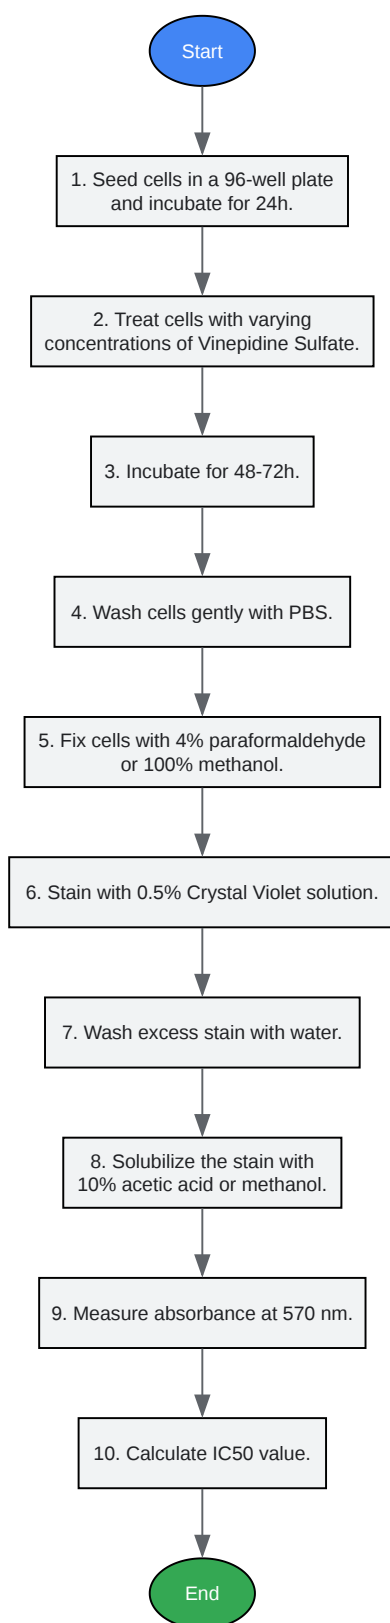 Start
1. Seed cells in a 96-well plate
and incubate for 24h.
2. Treat cells with varying
concentrations of Vinepidine Sulfate.
3. Incubate for 48-72h.
4. Wash cells gently with PBS.
5. Fix cells with 4% paraformaldehyde
or 100% methanol.
6. Stain with 0.5% Crystal Violet solution.
7. Wash excess stain with water.
8. Solubilize the stain with
10% acetic acid or methanol.
9. Measure absorbance at 570 nm.
10. Calculate IC50 value.
End